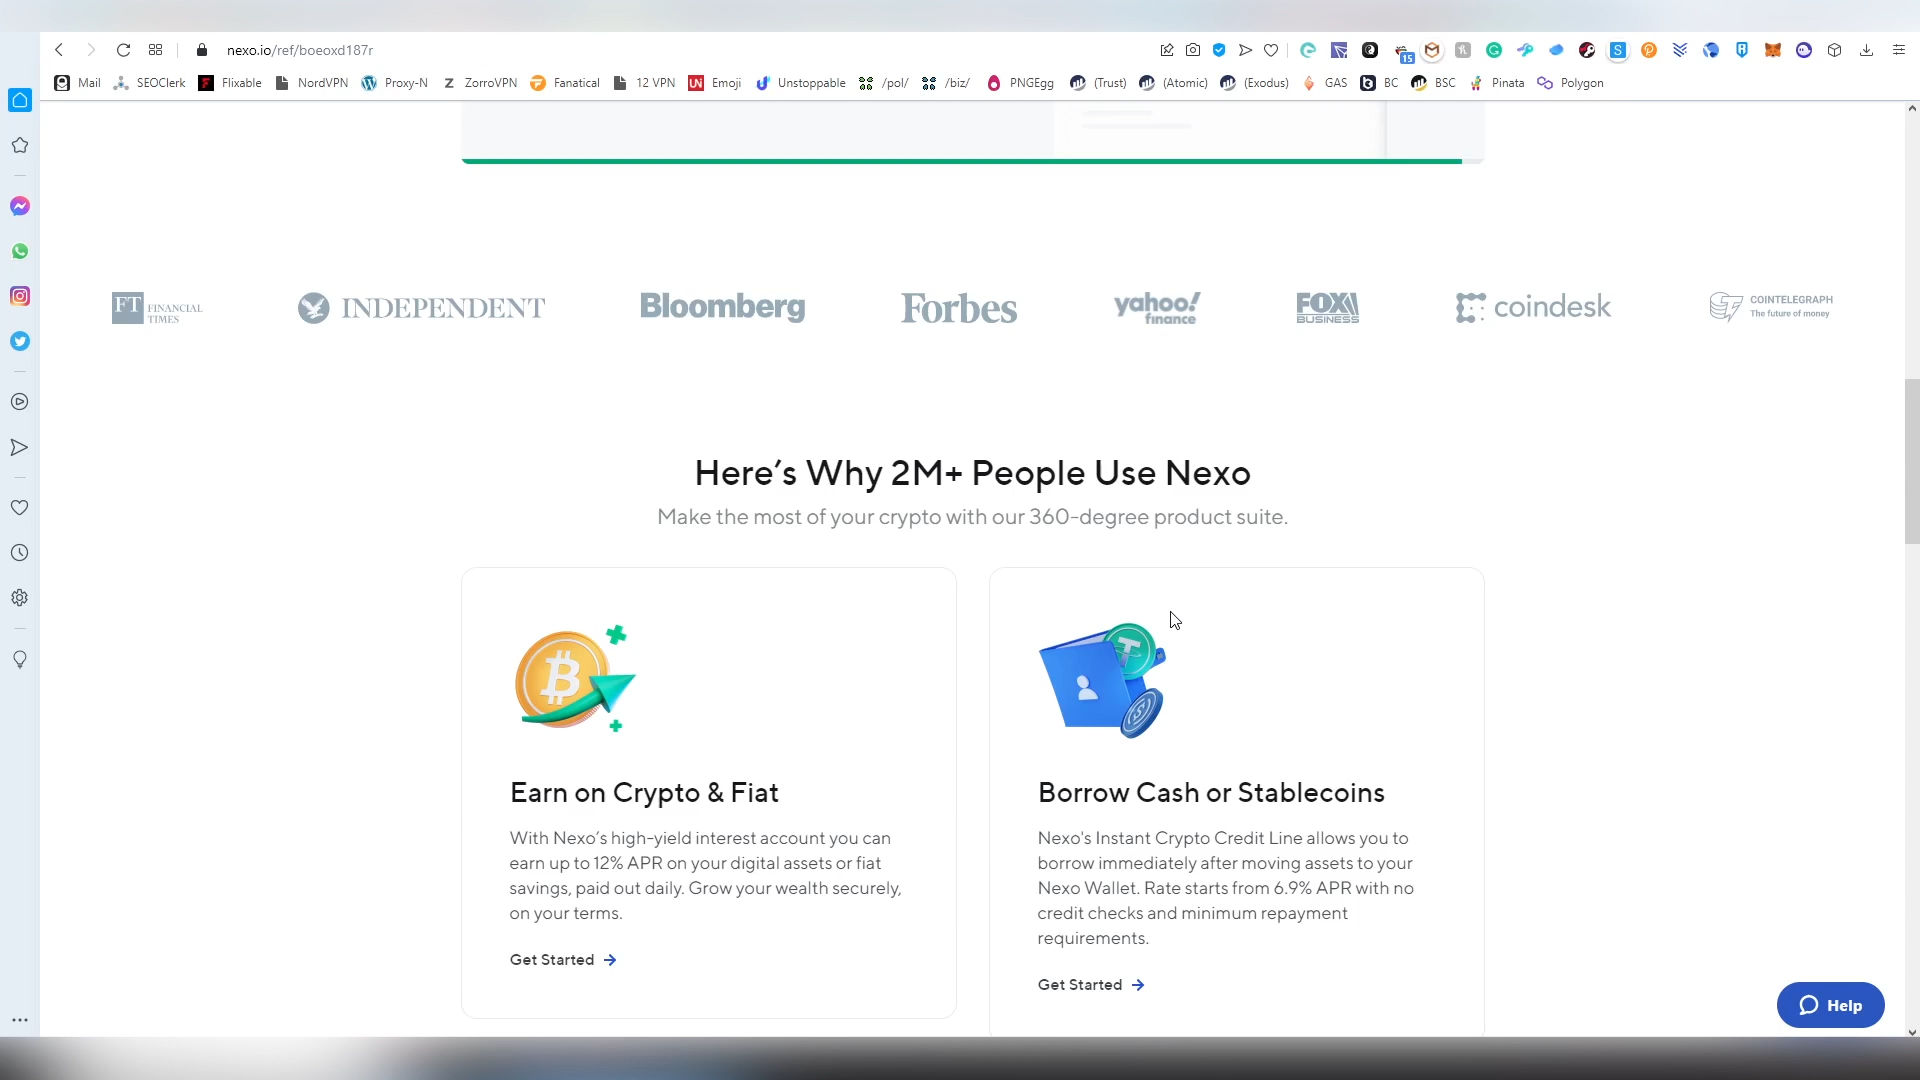 nexo.io/ref/boeoxd187r
15
Mail SEOClerk Flixable NordVPN Proxy-N ZorroVPN Fanatical 12 VPN Emoji Unstoppable /pol/ /biz/ PNGEgg (Trust) (Atomic) (Exodus) GAS BC BSC Pinata Polygon
FT FINANCIAL TIMES INDEPENDENT Bloomberg Forbes yahoo! finance FOX BUSINESS coindesk COINTELEGRAPH The future of money
Here’s Why 2M+ People Use Nexo
Make the most of your crypto with our 360-degree product suite.
Earn on Crypto & Fiat
With Nexo’s high-yield interest account you can
earn up to 12% APR on your digital assets or fiat
savings, paid out daily. Grow your wealth securely,
on your terms.
Get Started
Borrow Cash or Stablecoins
Nexo's Instant Crypto Credit Line allows you to
borrow immediately after moving assets to your
Nexo Wallet. Rate starts from 6.9% APR with no
credit checks and minimum repayment
requirements.
Get Started
Help